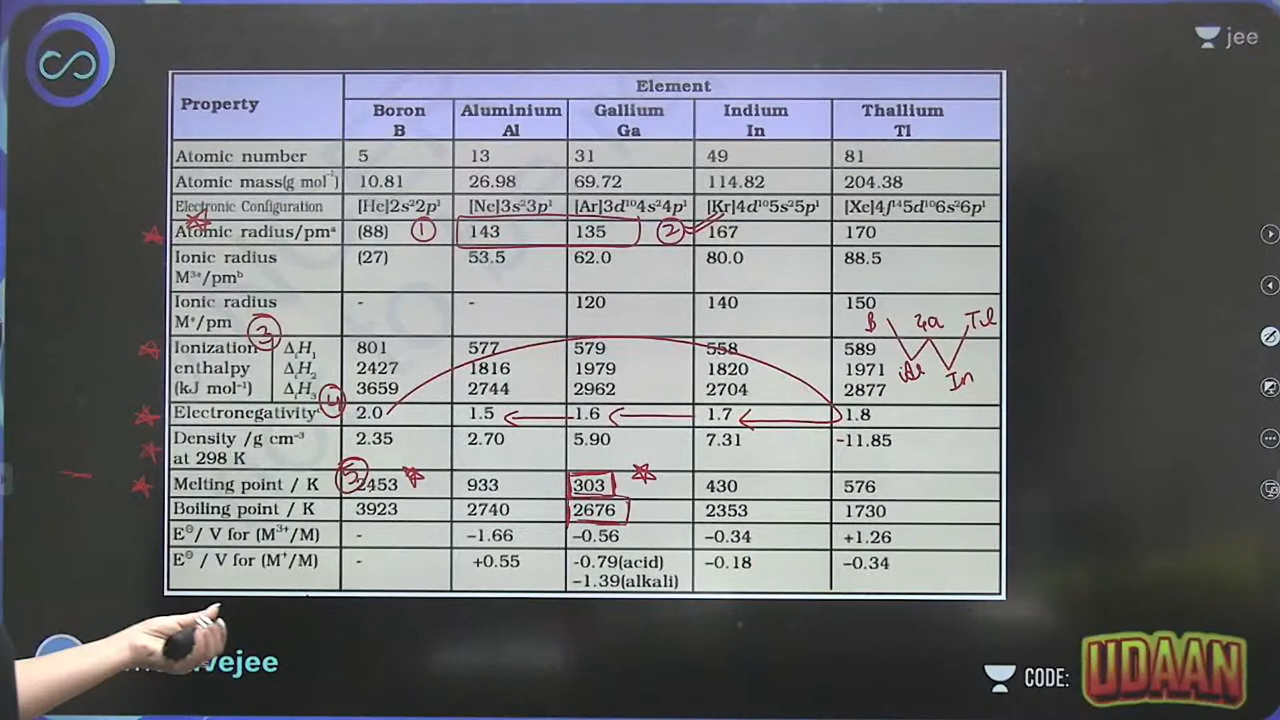 jee
Property
Element
Boron
B
Aluminium
Al
Gallium
Ga
Indium
In
Thallium
Tl
Atomic number 5 13 31 49 81
Atomic mass(g mol⁻¹) 10.81 26.98 69.72 114.82 204.38
Electronic Configuration [He]2s²2p¹ [Ne]3s²3p¹ [Ar]3d¹⁰4s²4p¹ [Kr]4d¹⁰5s²5p¹ [Xe]4f¹⁴5d¹⁰6s²6p¹
Atomic radius/pmᵃ (88) ① 143 135 ② 167 170
Ionic radius (27) 53.5 62.0 80.0 88.5
M³⁺/pmᵇ
Ionic radius - - 120 140 150
M⁺/pm
B Ga Tl
Al In
③
Ionization ΔᵢH₁ 801 577 579 558 589
enthalpy ΔᵢH₂ 2427 1816 1979 1820 1971
(kJ mol⁻¹) ΔᵢH₃ 3659 2744 2962 2704 2877
④
Electronegativityᶜ 2.0 1.5 1.6 1.7 1.8
Density /g cm⁻³ 2.35 2.70 5.90 7.31 -11.85
at 298 K
⑤
Melting point / K 2453 933 303 430 576
Boiling point / K 3923 2740 2676 2353 1730
E⊖/ V for (M³⁺/M) - −1.66 −0.56 −0.34 +1.26
E⊖ / V for (M⁺/M) - +0.55 -0.79(acid) −0.18 −0.34
−1.39(alkali)
vejee
CODE:
UDAAN